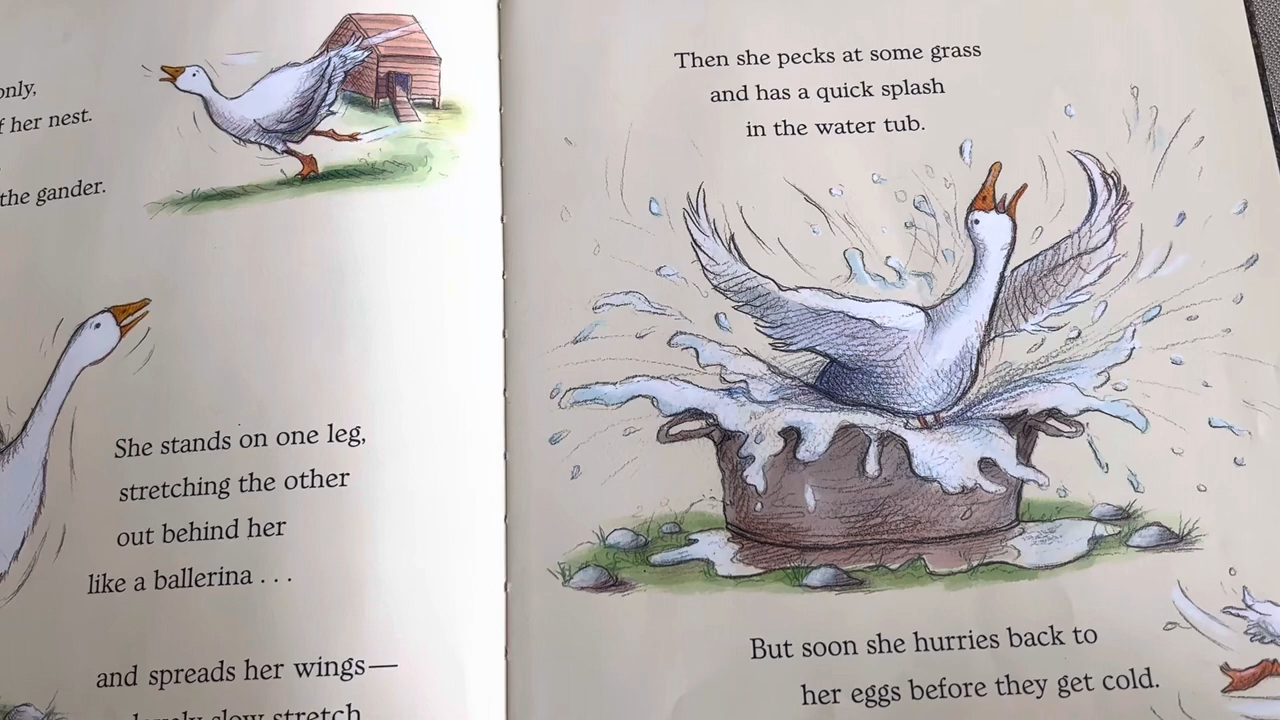 only,
her nest.
the gander.
She stands on one leg,
stretching the other
out behind her
like a ballerina . . .
and spreads her wings—
slow stretch
Then she pecks at some grass
and has a quick splash
in the water tub.
But soon she hurries back to
her eggs before they get cold.